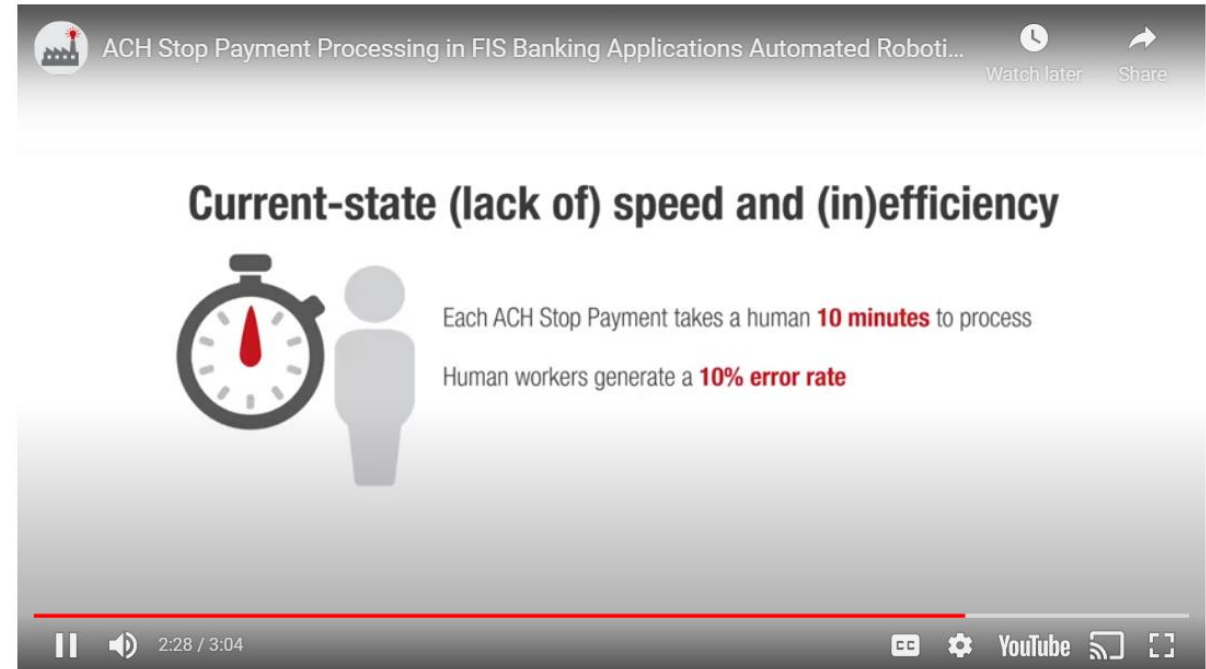 ACH Stop Payment Processing in FIS Banking Applications Automated Roboti...
Watch later
Share
Current-state (lack of) speed and (in)efficiency
Each ACH Stop Payment takes a human 10 minutes to process
Human workers generate a 10% error rate
2:28 / 3:04
CC
YouTube